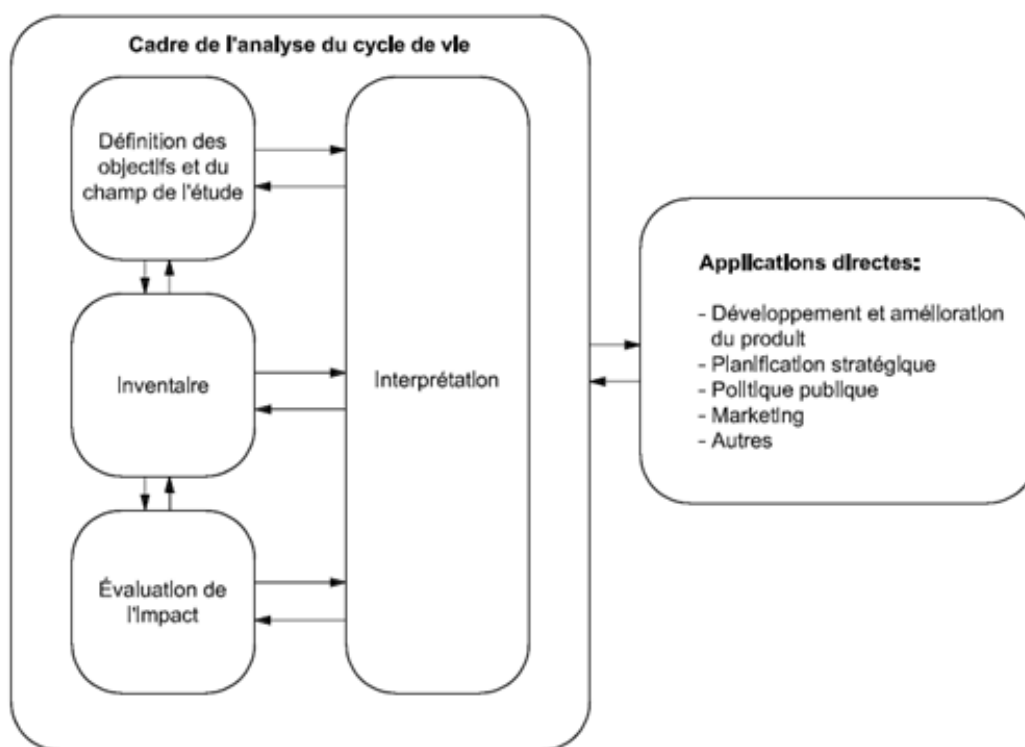 Cadre de l'analyse du cycle de vie
Définition des
objectifs et du
champ de l'étude
Inventaire
Évaluation de
l'impact
Interprétation
Applications directes:
- Développement et amélioration
du produit
- Planification stratégique
- Politique publique
- Marketing
- Autres